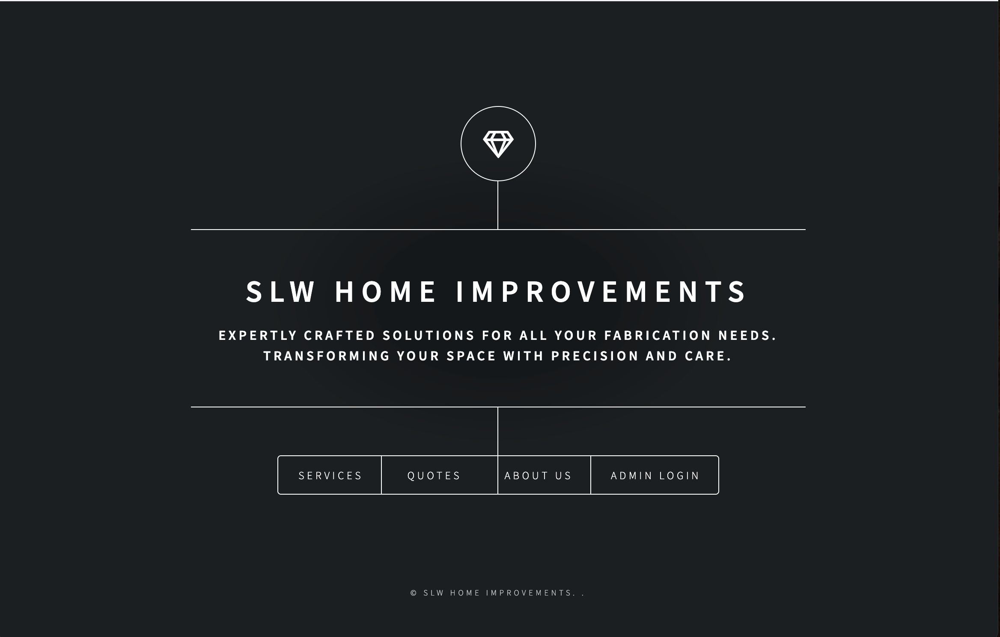 SLW HOME IMPROVEMENTS
EXPERTLY CRAFTED SOLUTIONS FOR ALL YOUR FABRICATION NEEDS.
TRANSFORMING YOUR SPACE WITH PRECISION AND CARE.
SERVICES QUOTES ABOUT US ADMIN LOGIN
© SLW HOME IMPROVEMENTS. .